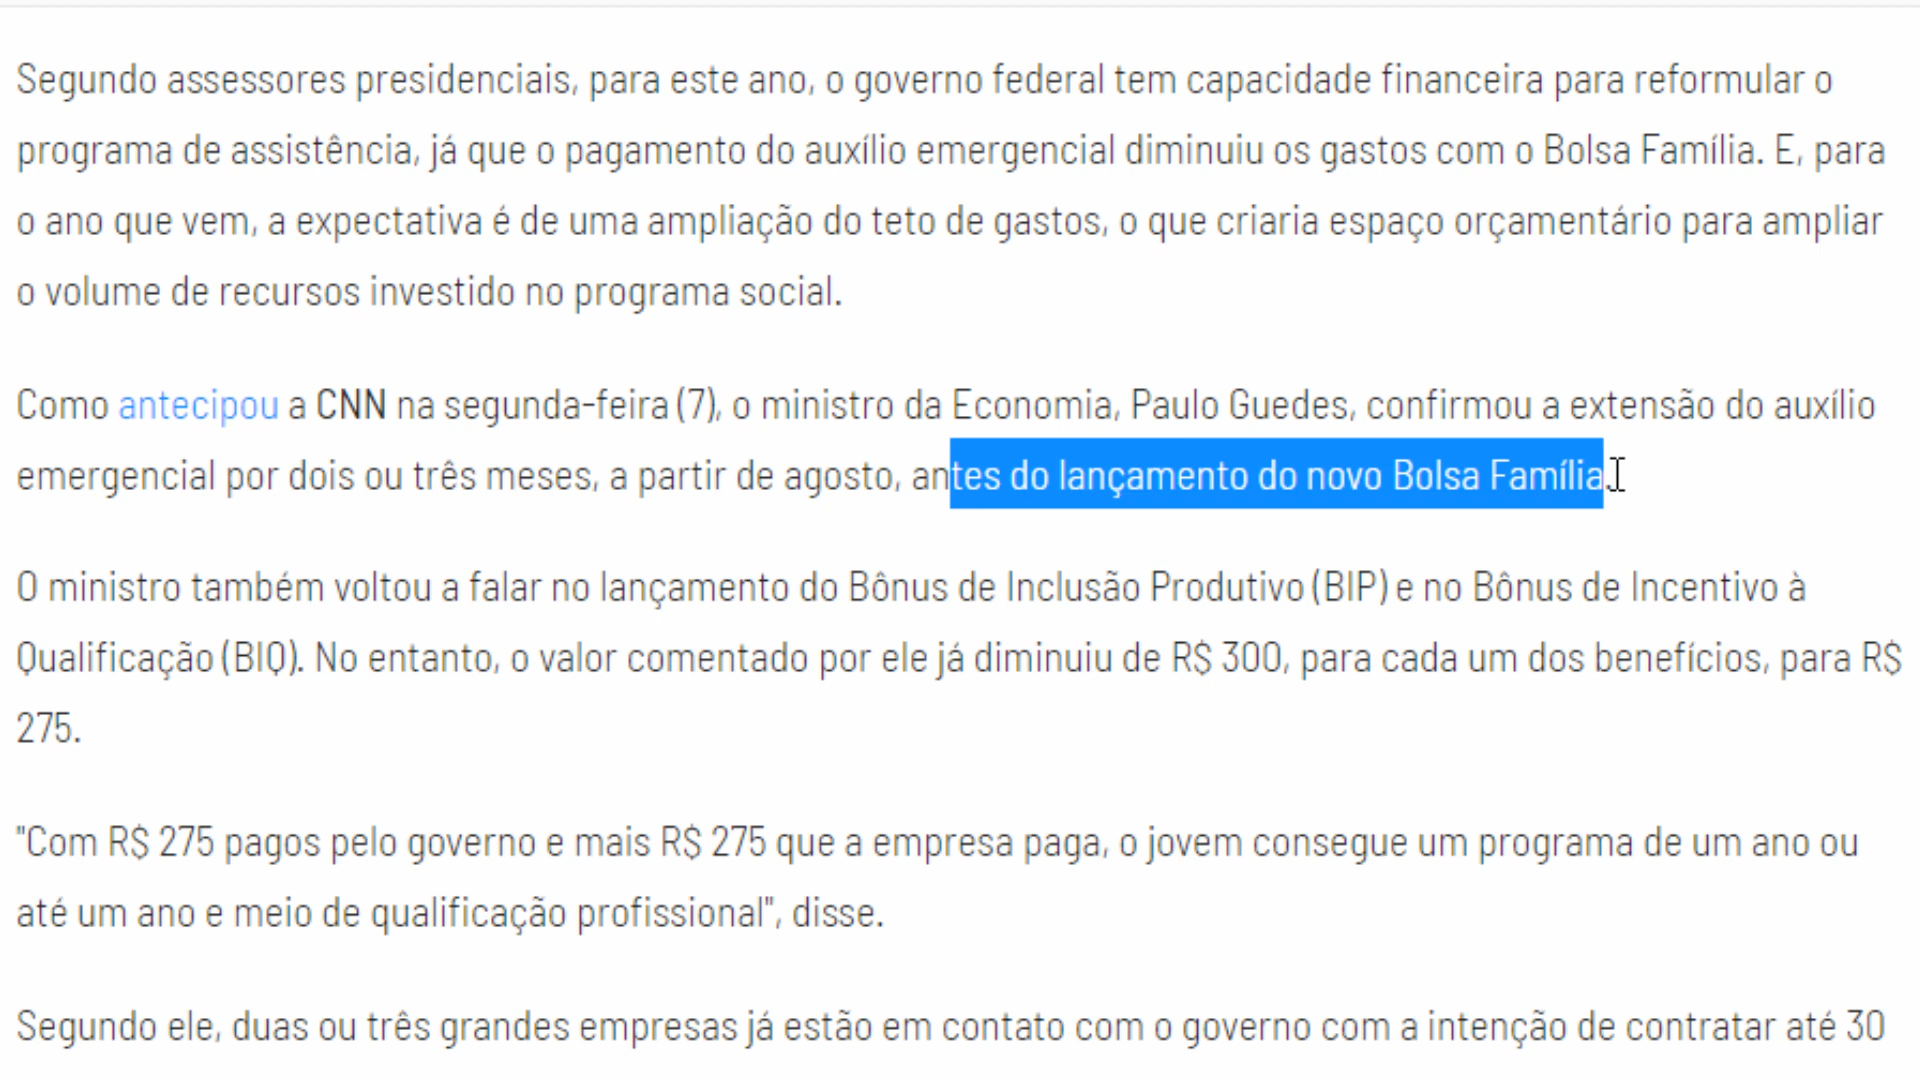 Segundo assessores presidenciais, para este ano, o governo federal tem capacidade financeira para reformular o
programa de assistência, já que o pagamento do auxílio emergencial diminuiu os gastos com o Bolsa Família. E, para
o ano que vem, a expectativa é de uma ampliação do teto de gastos, o que criaria espaço orçamentário para ampliar
o volume de recursos investido no programa social.
Como antecipou a CNN na segunda-feira (7), o ministro da Economia, Paulo Guedes, confirmou a extensão do auxílio
emergencial por dois ou três meses, a partir de agosto, antes do lançamento do novo Bolsa Família.
O ministro também voltou a falar no lançamento do Bônus de Inclusão Produtivo (BIP) e no Bônus de Incentivo à
Qualificação (BIQ). No entanto, o valor comentado por ele já diminuiu de R$ 300, para cada um dos benefícios, para R$
275.
"Com R$ 275 pagos pelo governo e mais R$ 275 que a empresa paga, o jovem consegue um programa de um ano ou
até um ano e meio de qualificação profissional", disse.
Segundo ele, duas ou três grandes empresas já estão em contato com o governo com a intenção de contratar até 30